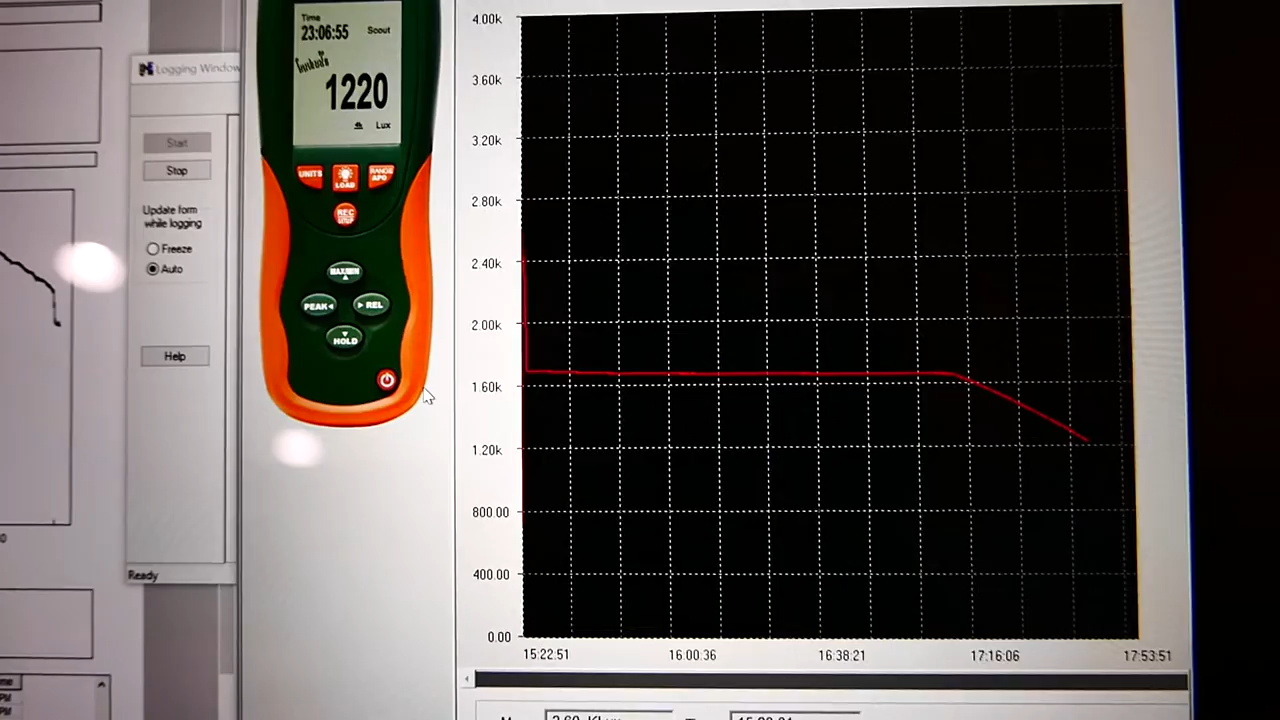 Logging Window
Start
Stop
Update form
while logging
Freeze
Auto
Help
Ready
Time
23:06:55
Scout
1220
Lux
UNITS
LOAD
RANGE
APO
REC
SETUP
MAX/MIN
PEAK
REL
HOLD
4.00k
3.60k
3.20k
2.80k
2.40k
2.00k
1.60k
1.20k
800.00
400.00
0.00
15:22:51
16:00:36
16:38:21
17:16:06
17:53:51
PM
PM